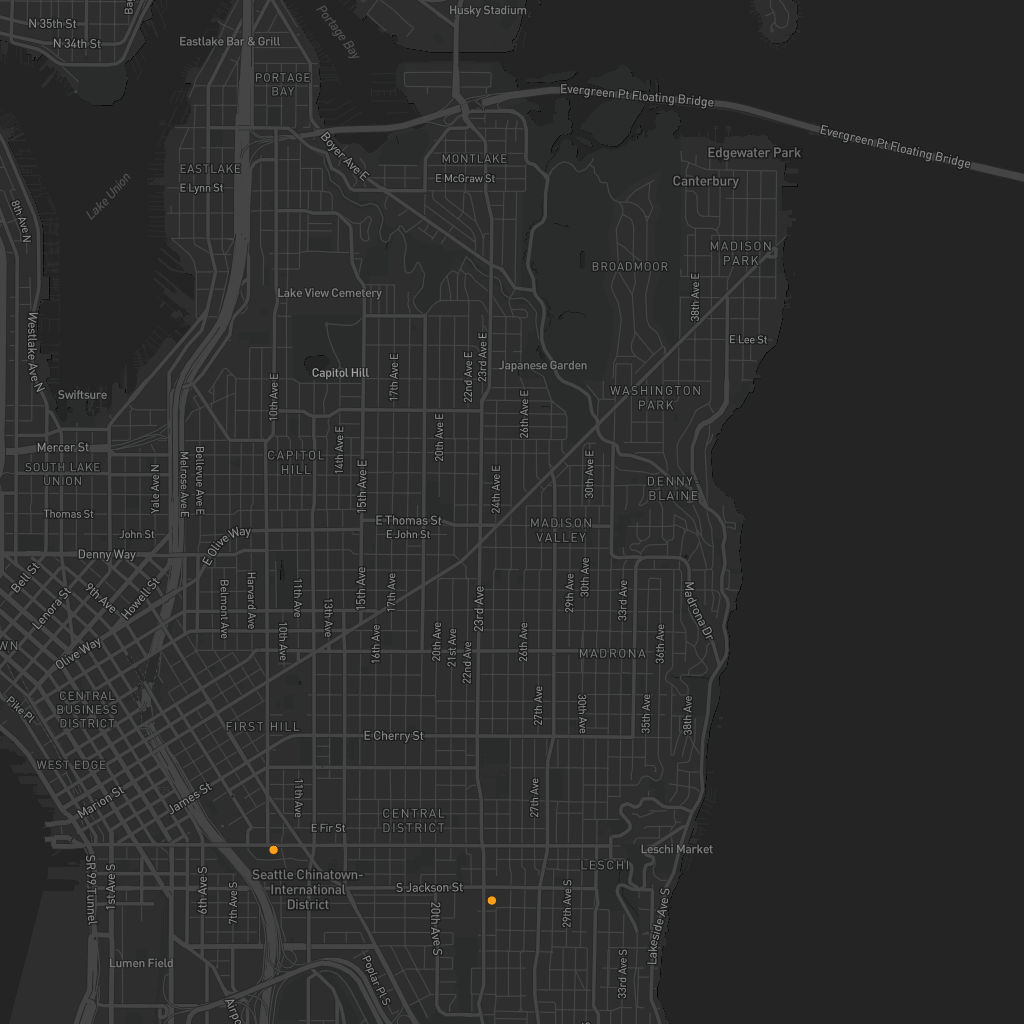 Husky Stadium
N 35th St
N 34th St
Eastlake Bar & Grill
Portage Bay
PORTAGE
BAY
Evergreen Pt Floating Bridge
Evergreen Pt Floating Bridge
Boyer Ave E
MONTLAKE
Edgewater Park
EASTLAKE
E McGraw St
Canterbury
E Lynn St
Lake Union
8th Ave N
MADISON
PARK
BROADMOOR
Lake View Cemetery
38th Ave E
Westlake Ave N
E Lee St
23rd Ave E
22nd Ave E
17th Ave E
Japanese Garden
Capitol Hill
10th Ave E
Swiftsure
WASHINGTON
PARK
26th Ave E
20th Ave E
14th Ave E
Mercer St
CAPITOL
HILL
SOUTH LAKE
UNION
Yale Ave N
Melrose Ave E
Bellevue Ave E
15th Ave E
24th Ave E
30th Ave E
DENNY
BLAINE
Thomas St
E Thomas St
MADISON
VALLEY
John St
E John St
E Olive Way
Denny Way
Bell St
9th Ave
Howell St
Lenora St
Belmont Ave
Harvard Ave
11th Ave
13th Ave
15th Ave
17th Ave
23rd Ave
29th Ave
30th Ave
33rd Ave
Madrona Dr
10th Ave
16th Ave
20th Ave
21st Ave
22nd Ave
26th Ave
36th Ave
Olive Way
WN
MADRONA
CENTRAL
BUSINESS
DISTRICT
Pike Pl
FIRST HILL
27th Ave
30th Ave
35th Ave
38th Ave
E Cherry St
WEST EDGE
Marion St
James St
11th Ave
27th Ave
CENTRAL
DISTRICT
E Fir St
Leschi Market
LESCHI
SR 99 Tunnel
1st Ave S
6th Ave S
7th Ave S
Seattle Chinatown-
International
District
S Jackson St
29th Ave S
20th Ave S
Lakeside Ave S
Lumen Field
Poplar Pl S
33rd Ave S
Airpo